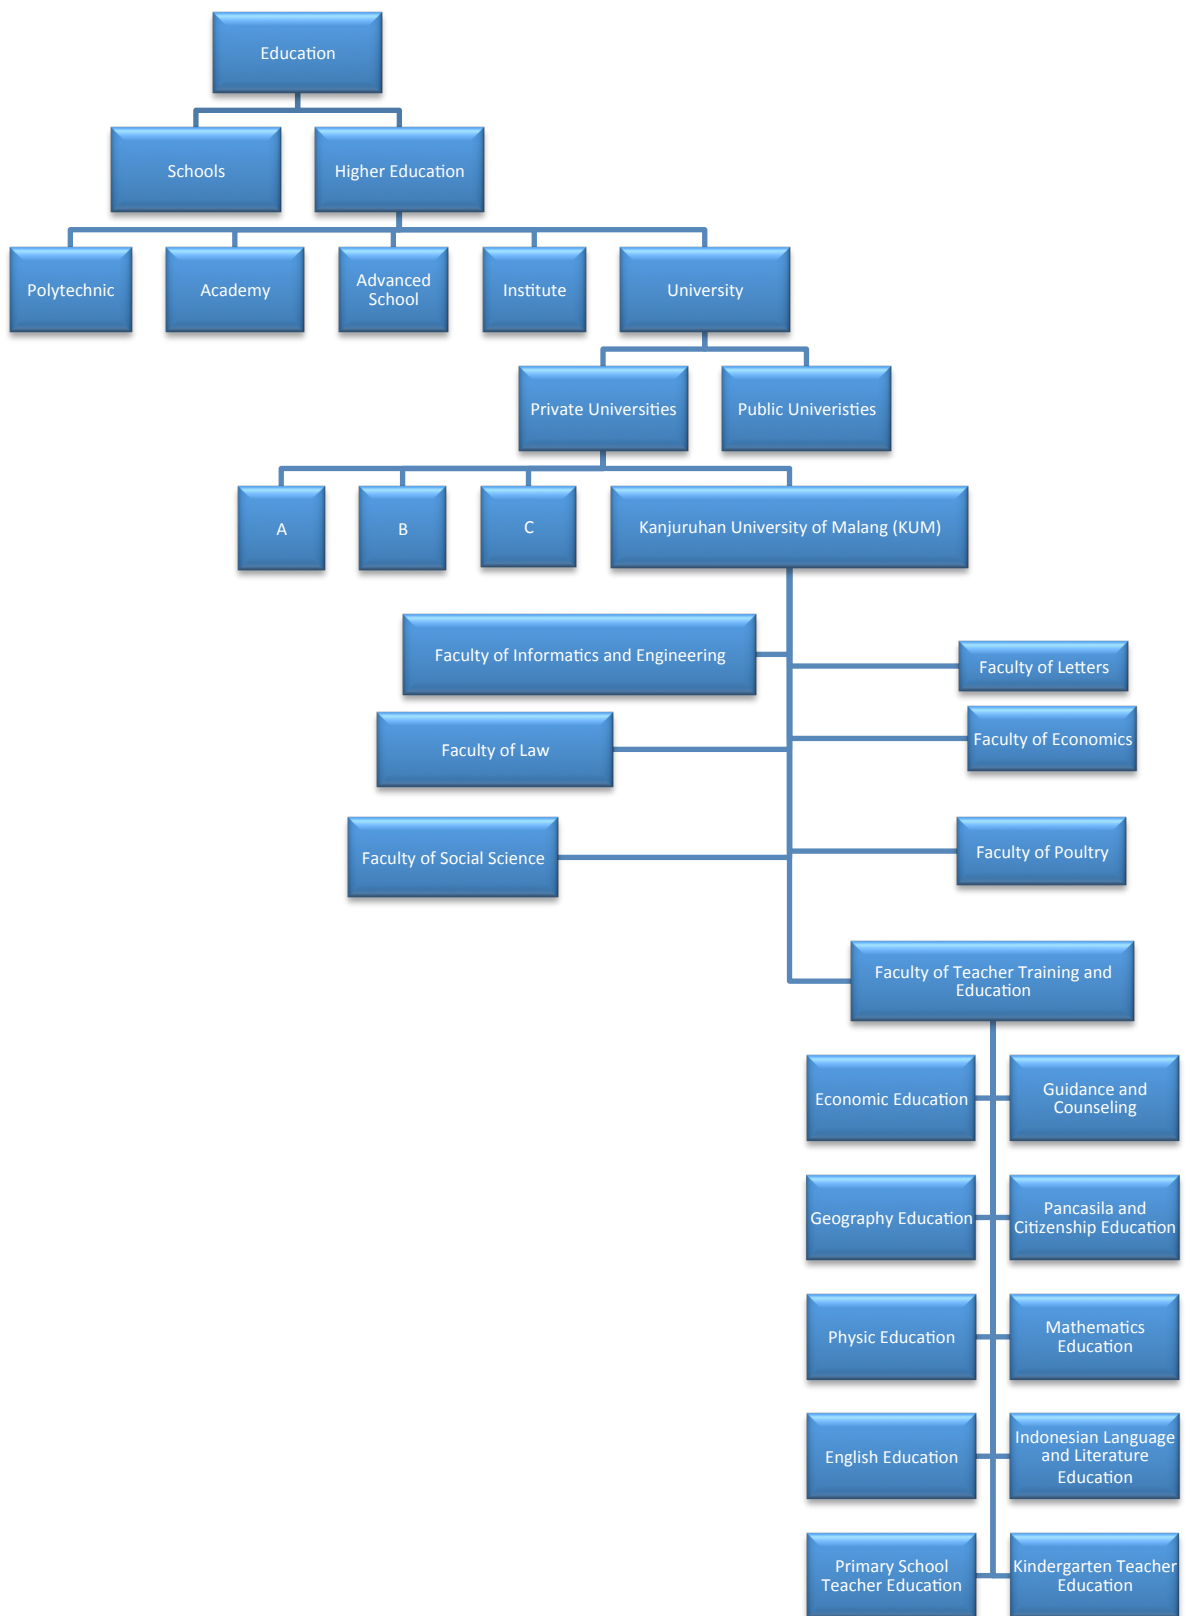 Education
Schools
Higher Education
Polytechnic
Academy
Advanced
School
Institute
University
Private Universities
Public Univeristies
A
B
C
Kanjuruhan University of Malang (KUM)
Faculty of Informatics and Engineering
Faculty of Letters
Faculty of Law
Faculty of Economics
Faculty of Social Science
Faculty of Poultry
Faculty of Teacher Training and
Education
Economic Education
Guidance and
Counseling
Geography Education
Pancasila and
Citizenship Education
Physic Education
Mathematics
Education
English Education
Indonesian Language
and Literature
Education
Primary School
Teacher Education
Kindergarten Teacher
Education